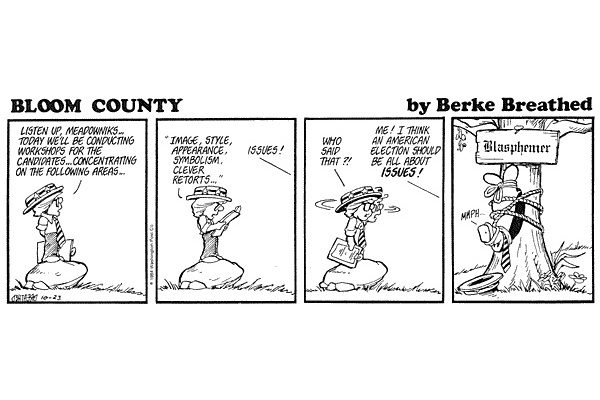 BLOOM COUNTY
by Berke Breathed
LISTEN UP, MEADOWNIKS...
TODAY WE'LL BE CONDUCTING
WORKSHOPS FOR THE
CANDIDATES...CONCENTRATING
ON THE FOLLOWING AREAS...
10-23
"IMAGE, STYLE,
APPEARANCE,
SYMBOLISM.
CLEVER
RETORTS..."
ISSUES!
WHO
SAID
THAT?!
ME! I THINK
AN AMERICAN
ELECTION SHOULD
BE ALL ABOUT
ISSUES!
Blasphemer
MMPH...